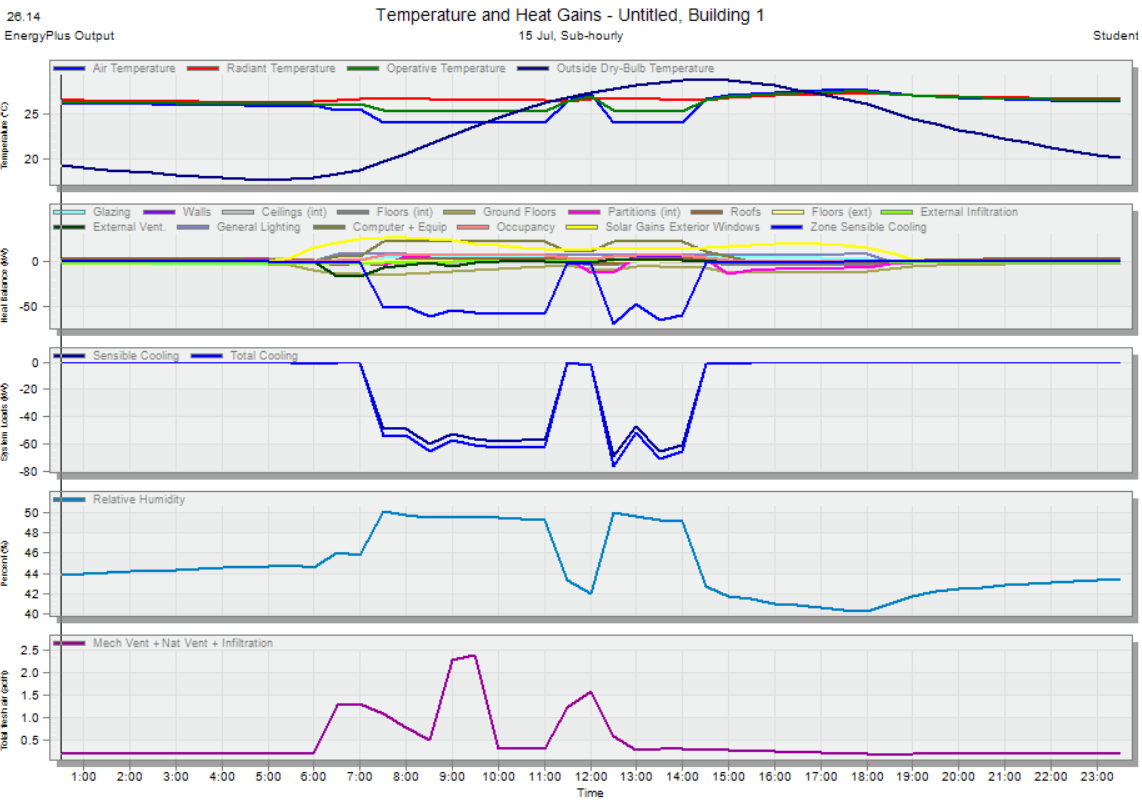 26.14
Temperature and Heat Gains - Untitled, Building 1
EnergyPlus Output
15 Jul, Sub-hourly
Student
Air Temperature Radiant Temperature Operative Temperature Outside Dry-Bulb Temperature
Temperature (°C)
25
20
Glazing Walls Ceilings (int) Floors (int) Ground Floors Partitions (int) Roofs Floors (ext) External Infiltration
External Vent. General Lighting Computer + Equip Occupancy Solar Gains Exterior Windows Zone Sensible Cooling
Heat Balance (kW)
0
-50
Sensible Cooling Total Cooling
System Loads (kW)
0
-20
-40
-60
-80
Relative Humidity
Percent (%)
50
48
46
44
42
40
Mech Vent + Nat Vent + Infiltration
Total fresh air (ac/h)
2.5
2.0
1.5
1.0
0.5
1:00 2:00 3:00 4:00 5:00 6:00 7:00 8:00 9:00 10:00 11:00 12:00 13:00 14:00 15:00 16:00 17:00 18:00 19:00 20:00 21:00 22:00 23:00
Time